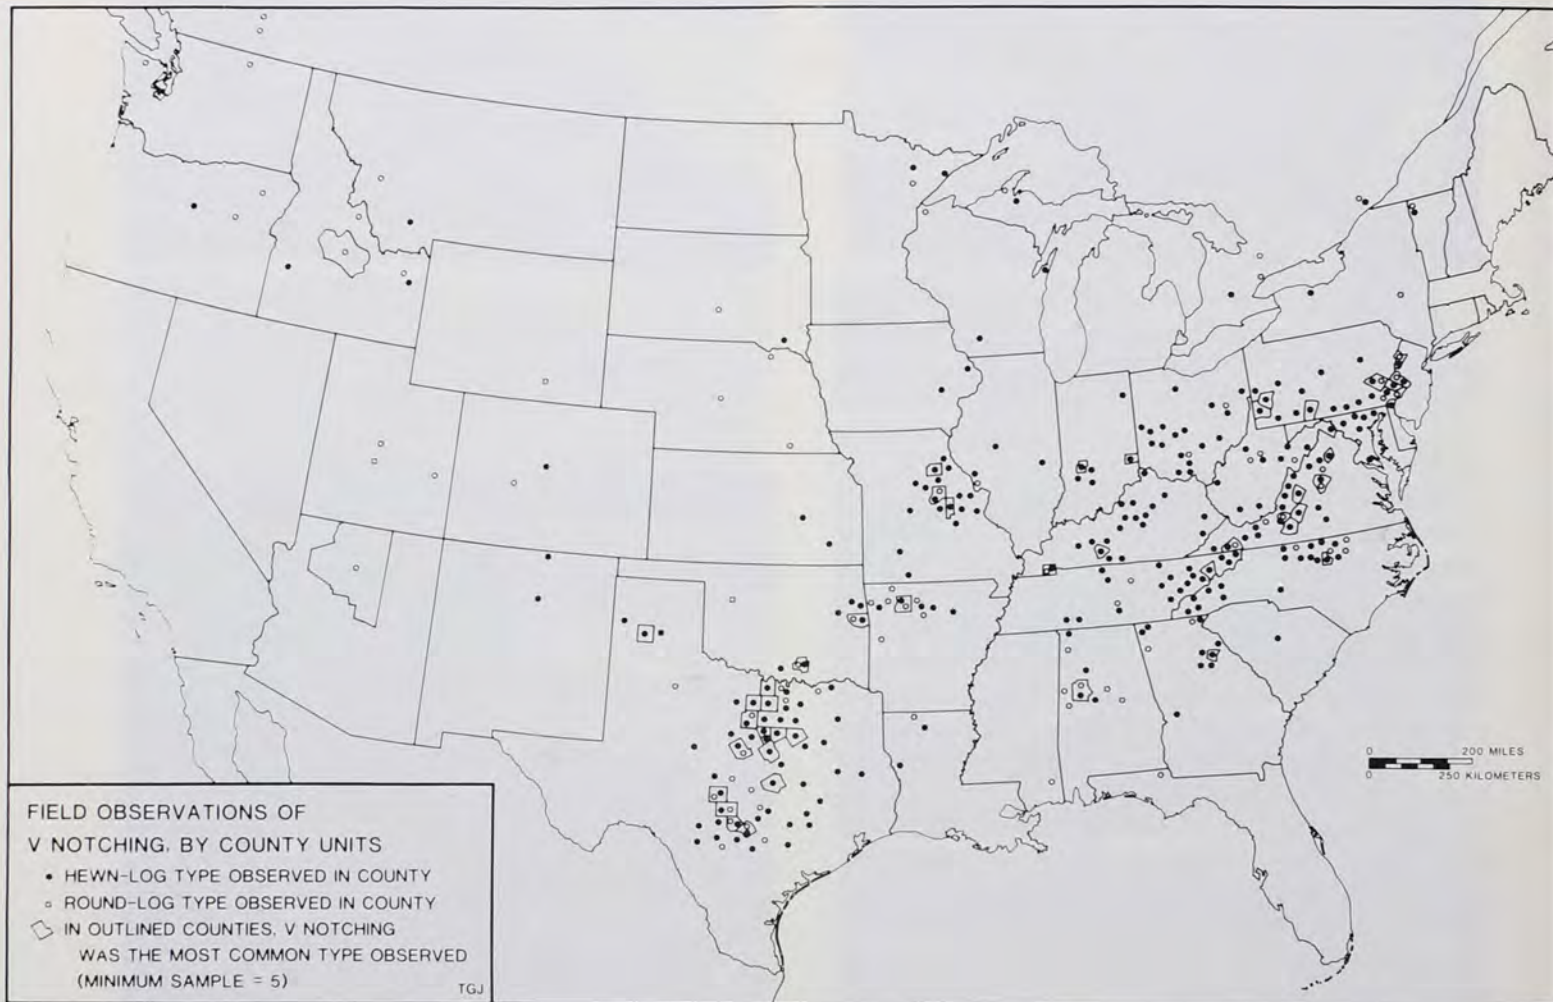 FIELD OBSERVATIONS OF
V NOTCHING, BY COUNTY UNITS
HEWN-LOG TYPE OBSERVED IN COUNTY
ROUND-LOG TYPE OBSERVED IN COUNTY
IN OUTLINED COUNTIES, V NOTCHING
WAS THE MOST COMMON TYPE OBSERVED
(MINIMUM SAMPLE = 5)
TGJ
0 200 MILES
0 250 KILOMETERS